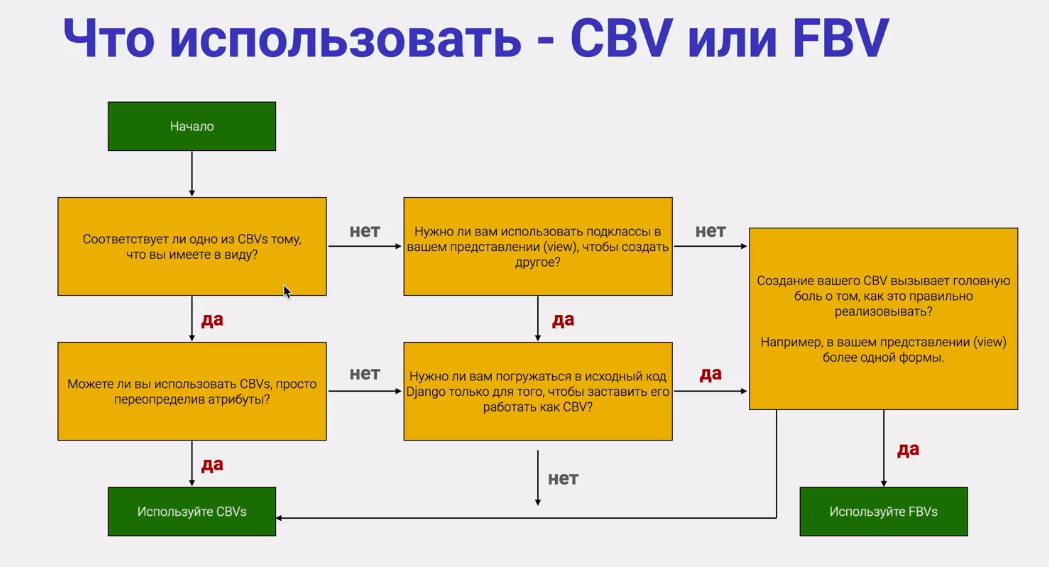 Что использовать - CBV или FBV
Начало
Соответствует ли одно из CBVs тому,
что вы имеете в виду?
нет
Нужно ли вам использовать подклассы в
вашем представлении (view), чтобы создать
другое?
нет
Создание вашего CBV вызывает головную
боль о том, как это правильно
реализовывать?
Например, в вашем представлении (view)
более одной формы.
да
да
Можете ли вы использовать CBVs, просто
переопределив атрибуты?
нет
Нужно ли вам погружаться в исходный код
Django только для того, чтобы заставить его
работать как CBV?
да
да
нет
да
Используйте CBVs
Используйте FBVs